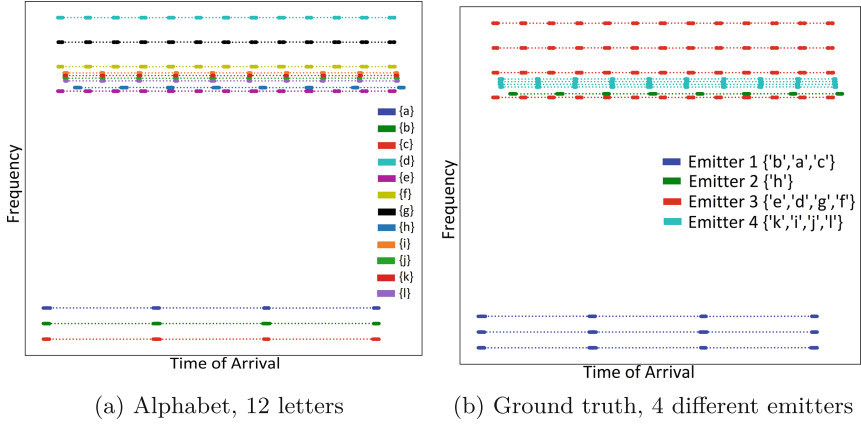 Frequency
{a}
{b}
{c}
{d}
{e}
{f}
{g}
{h}
{i}
{j}
{k}
{l}
Time of Arrival
(a) Alphabet, 12 letters
Frequency
Emitter 1 {'b','a','c'}
Emitter 2 {'h'}
Emitter 3 {'e','d','g','f'}
Emitter 4 {'k','i','j','l'}
Time of Arrival
(b) Ground truth, 4 different emitters